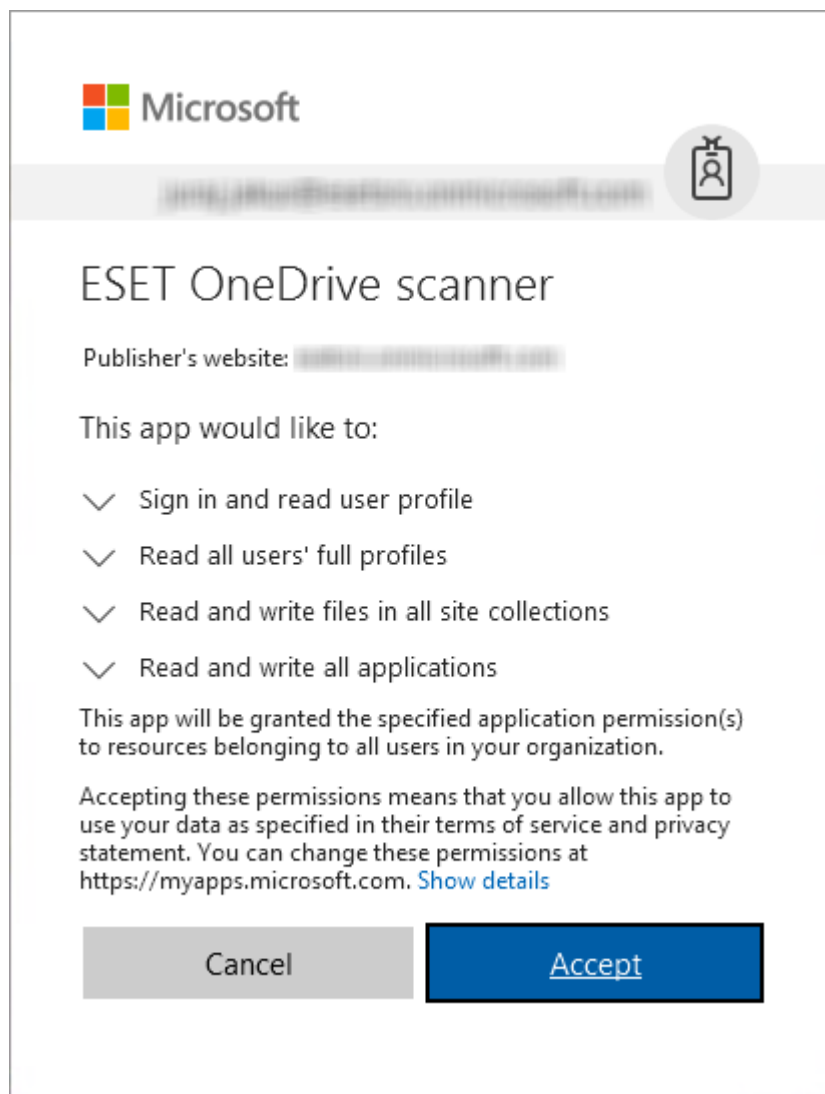 Microsoft
ESET OneDrive scanner
Publisher's website:
This app would like to:
Sign in and read user profile
Read all users' full profiles
Read and write files in all site collections
Read and write all applications
This app will be granted the specified application permission(s)
to resources belonging to all users in your organization.
Accepting these permissions means that you allow this app to
use your data as specified in their terms of service and privacy
statement. You can change these permissions at
https://myapps.microsoft.com. Show details
Cancel
Accept